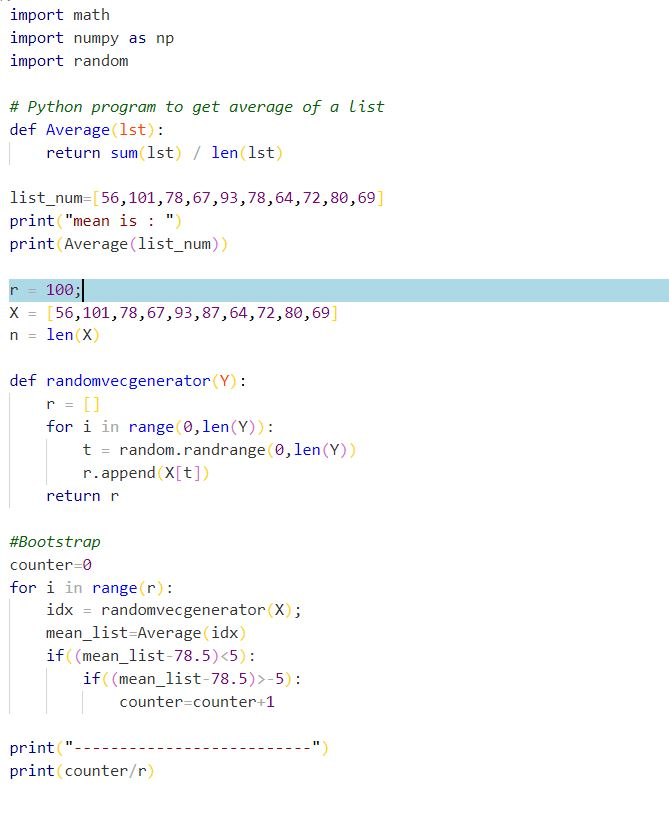 import math
import numpy as np
import random
# Python program to get average of a list
def Average(lst):
    return sum(lst) / len(lst)
list_num=[56,101,78,67,93,78,64,72,80,69]
print("mean is : ")
print(Average(list_num))
r = 100;
X = [56,101,78,67,93,87,64,72,80,69]
n = len(X)
def randomvecgenerator(Y):
    r = []
    for i in range(0,len(Y)):
        t = random.randrange(0,len(Y))
        r.append(X[t])
    return r
#Bootstrap
counter=0
for i in range(r):
    idx = randomvecgenerator(X);
    mean_list=Average(idx)
    if((mean_list-78.5)<5):
        if((mean_list-78.5)>-5):
            counter=counter+1
print("--------------------------")
print(counter/r)